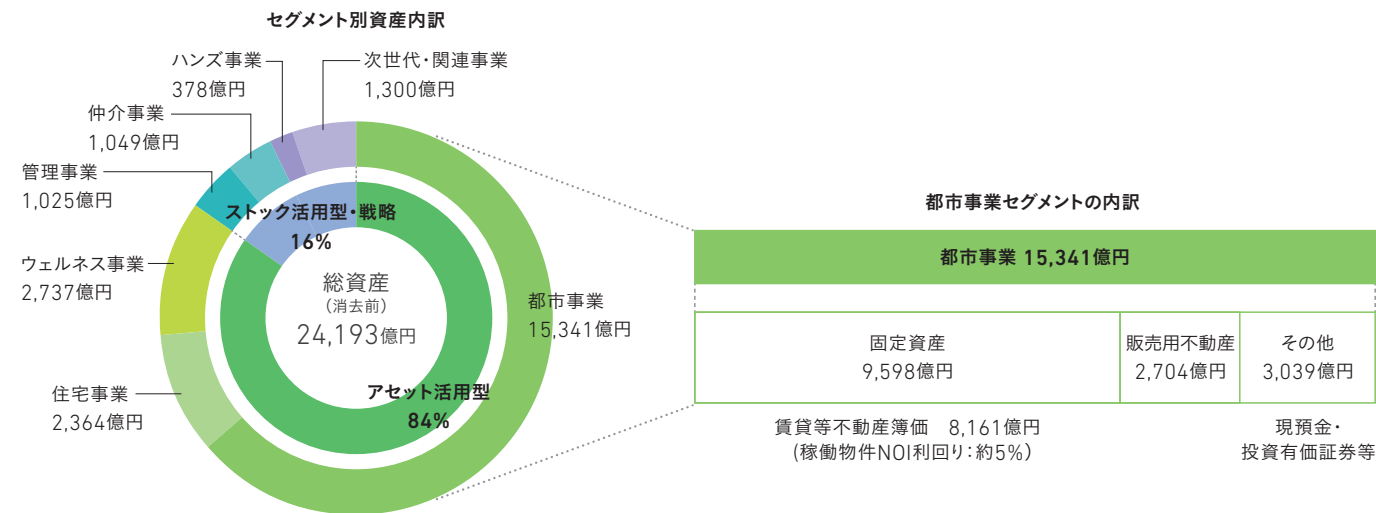 セグメント別資産内訳
ハンズ事業
378億円
次世代・関連事業
1,300億円
仲介事業
1,049億円
管理事業
1,025億円
ストック活用型・戦略
16%
ウェルネス事業
2,737億円
総資産
(消去前)
24,193億円
都市事業
15,341億円
住宅事業
2,364億円
アセット活用型
84%
都市事業セグメントの内訳
都市事業 15,341億円
固定資産
9,598億円
販売用不動産
2,704億円
その他
3,039億円
賃貸等不動産簿価 8,161億円
(稼働物件NOI利回り:約5%)
現預金・
投資有価証券等